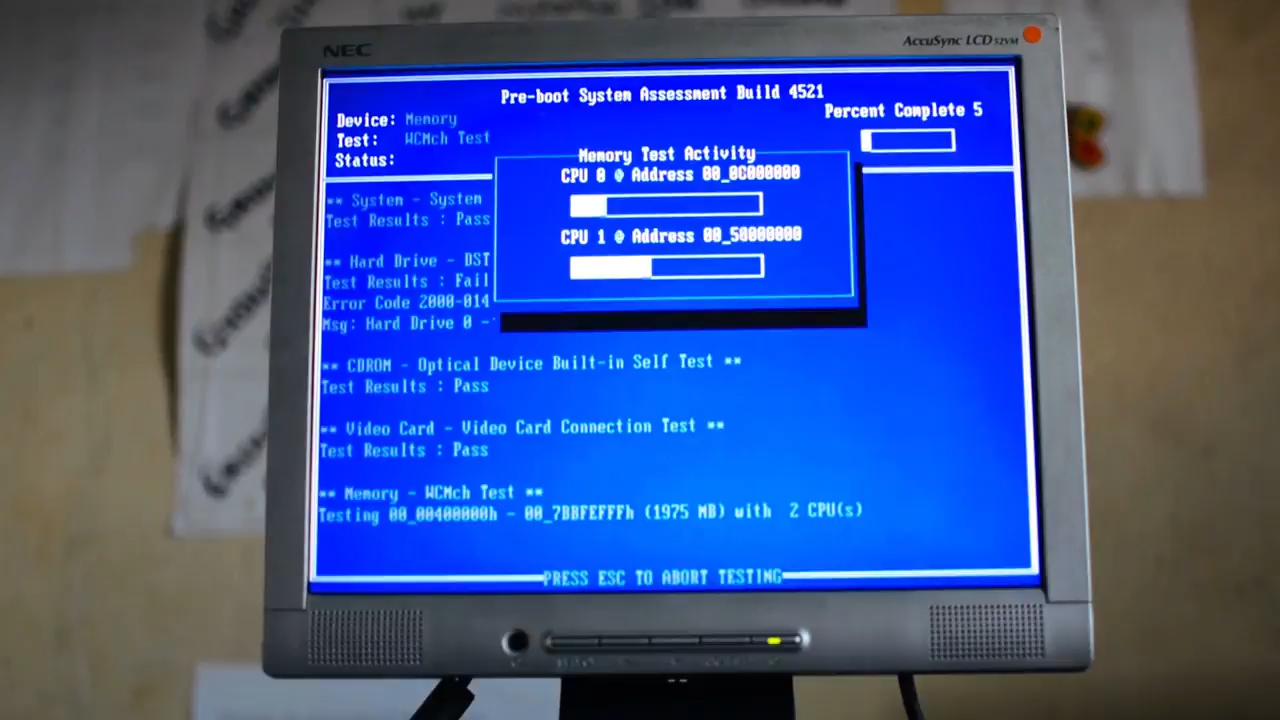 NEC
AccuSync LCD 52VM
Pre-boot System Assessment Build 4521
Device: Memory
Percent Complete 5
Test: WCMch Test
Status:
Memory Test Activity
CPU 0 @ Address 00_0C000000
CPU 1 @ Address 00_50000000
** System - System
Test Results : Pass
** Hard Drive - DST
Test Results : Fail
Error Code 2000-014
Msg: Hard Drive 0 -
** CDROM - Optical Device Built-in Self Test **
Test Results : Pass
** Video Card - Video Card Connection Test **
Test Results : Pass
** Memory - WCMch Test **
Testing 00_00400000h - 00_7BBFEFFFh (1975 MB) with 2 CPU(s)
PRESS ESC TO ABORT TESTING